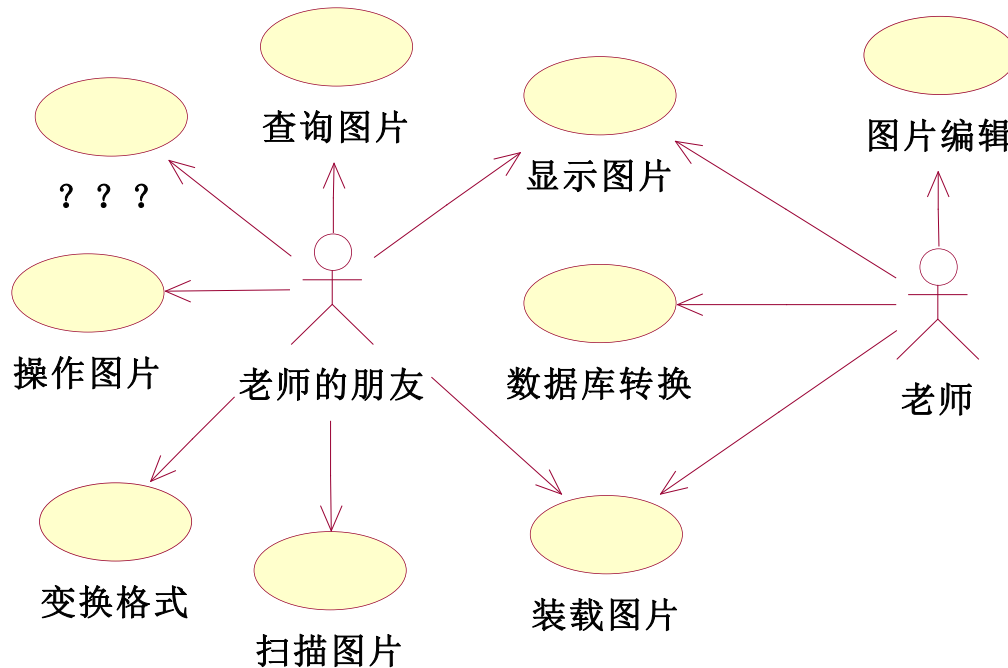 查询图片
图片编辑
显示图片
？？？
操作图片
老师的朋友
数据库转换
老师
变换格式
扫描图片
装载图片